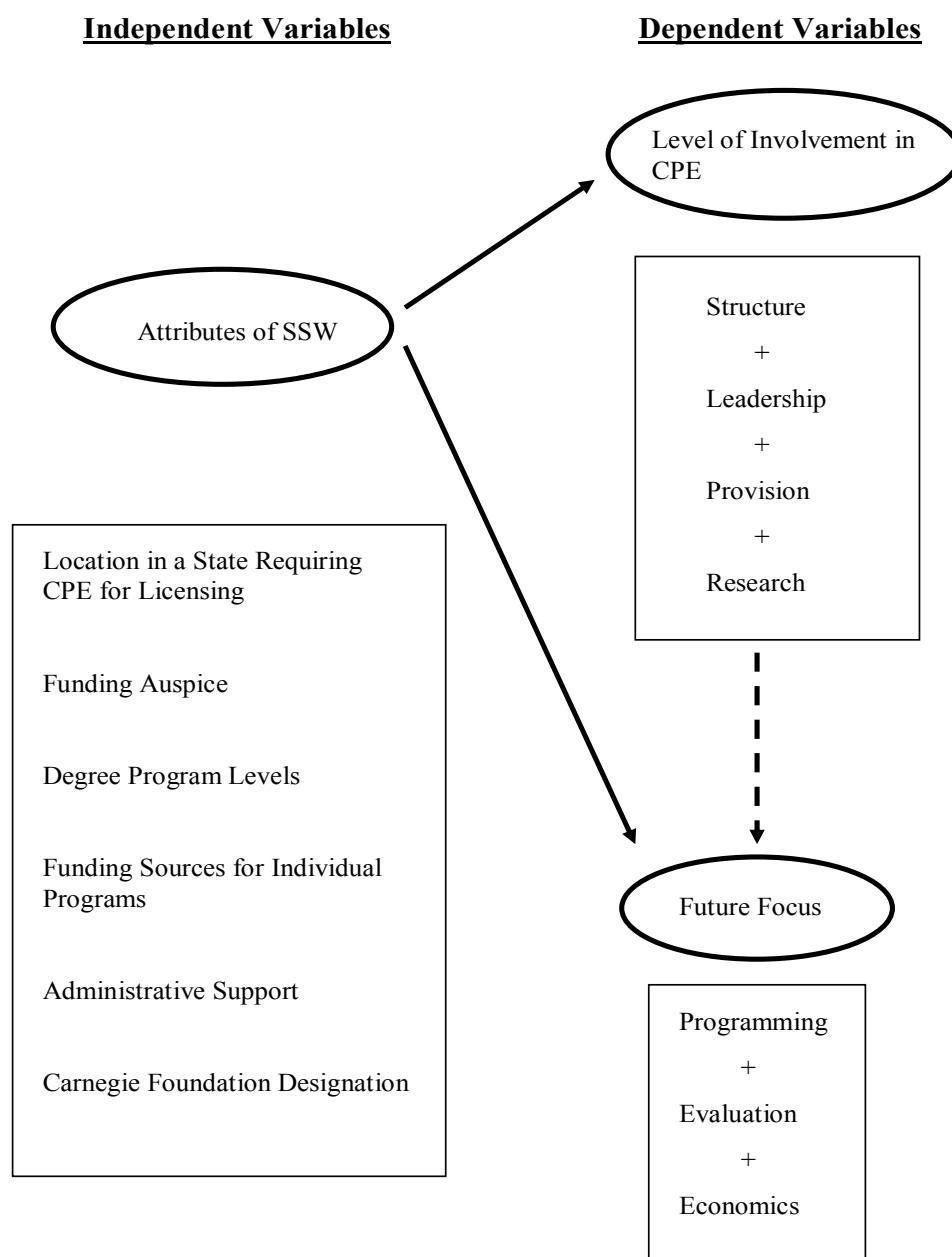 Independent Variables
Dependent Variables
Level of Involvement in
CPE
Attributes of SSW
Structure
+
Leadership
+
Provision
+
Research
Location in a State Requiring
CPE for Licensing
Funding Auspice
Degree Program Levels
Funding Sources for Individual
Programs
Administrative Support
Carnegie Foundation Designation
Future Focus
Programming
+
Evaluation
+
Economics